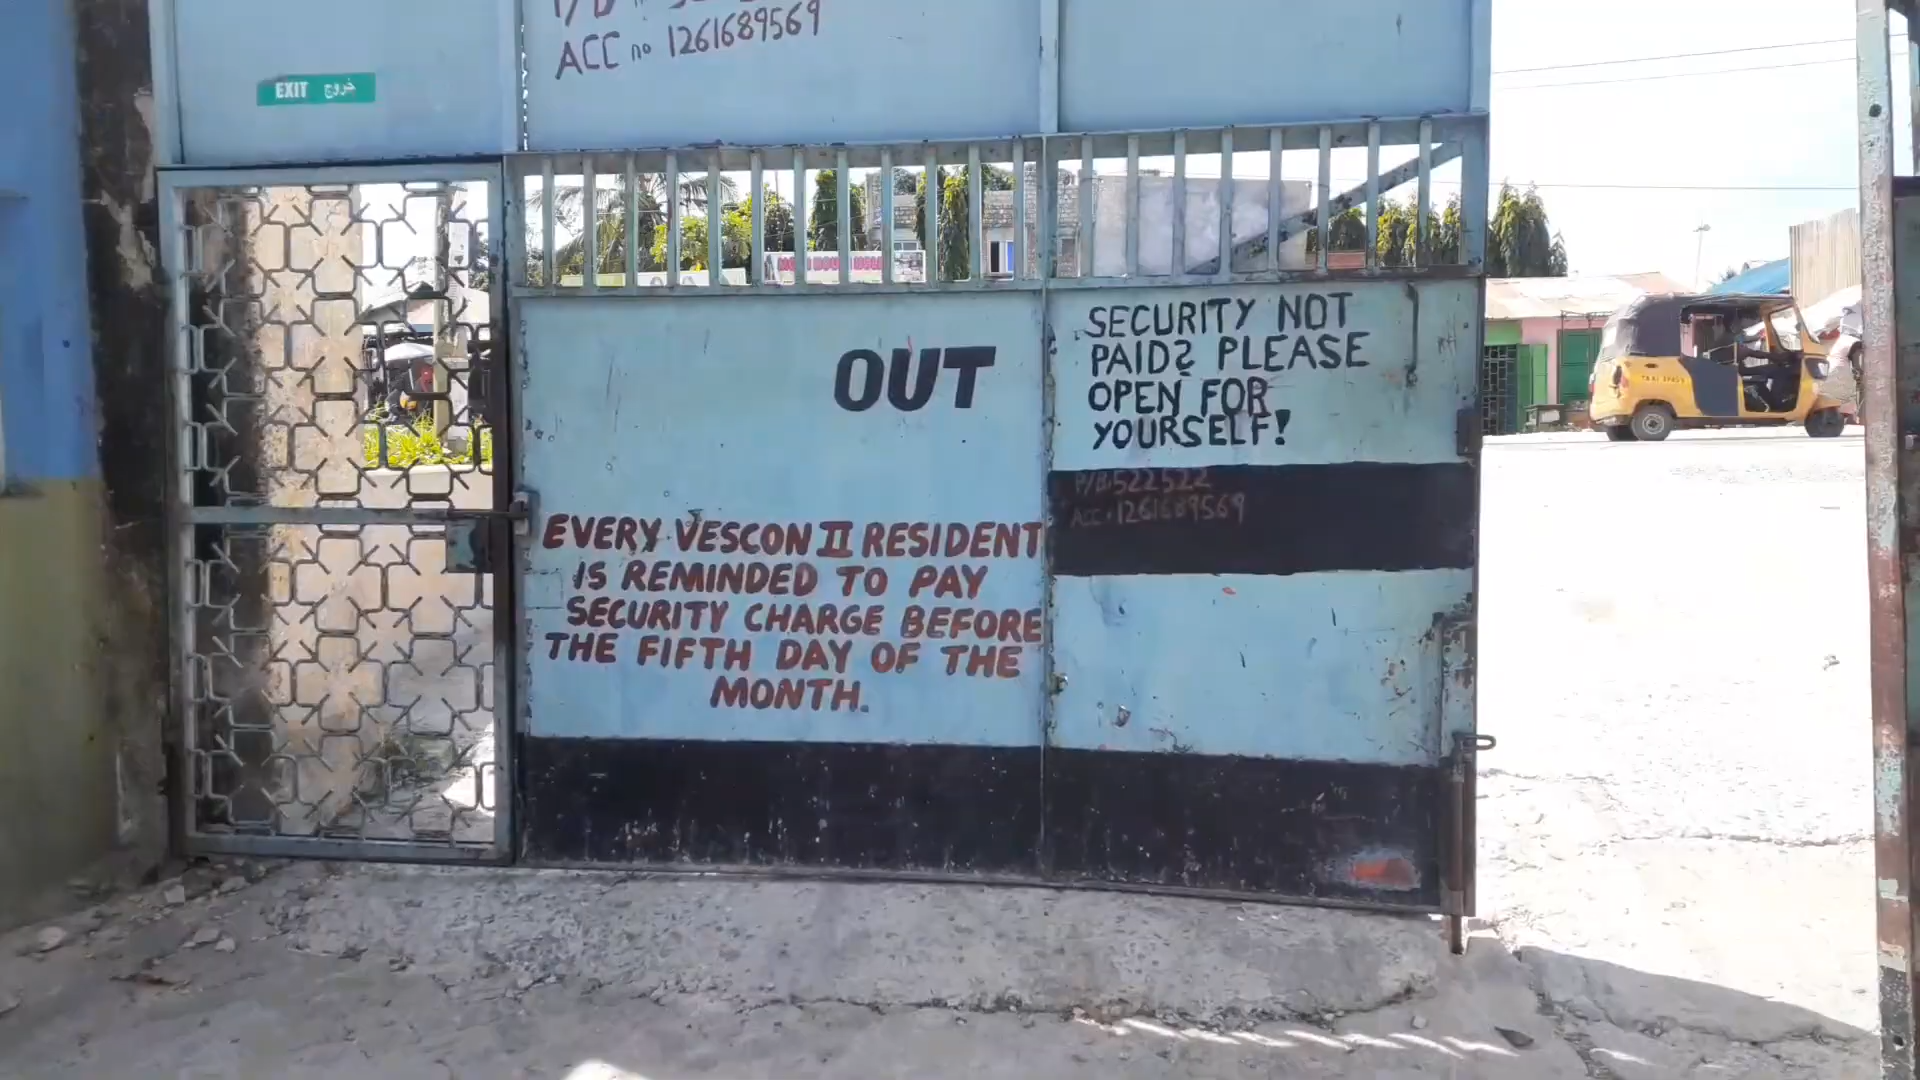 ACC no 1261689569
EXIT خروج
OUT
SECURITY NOT
PAID? PLEASE
OPEN FOR
YOURSELF!
P/B. 522522
ACC. 1261689569
EVERY VESCON II RESIDENT
IS REMINDED TO PAY
SECURITY CHARGE BEFORE
THE FIFTH DAY OF THE
MONTH.